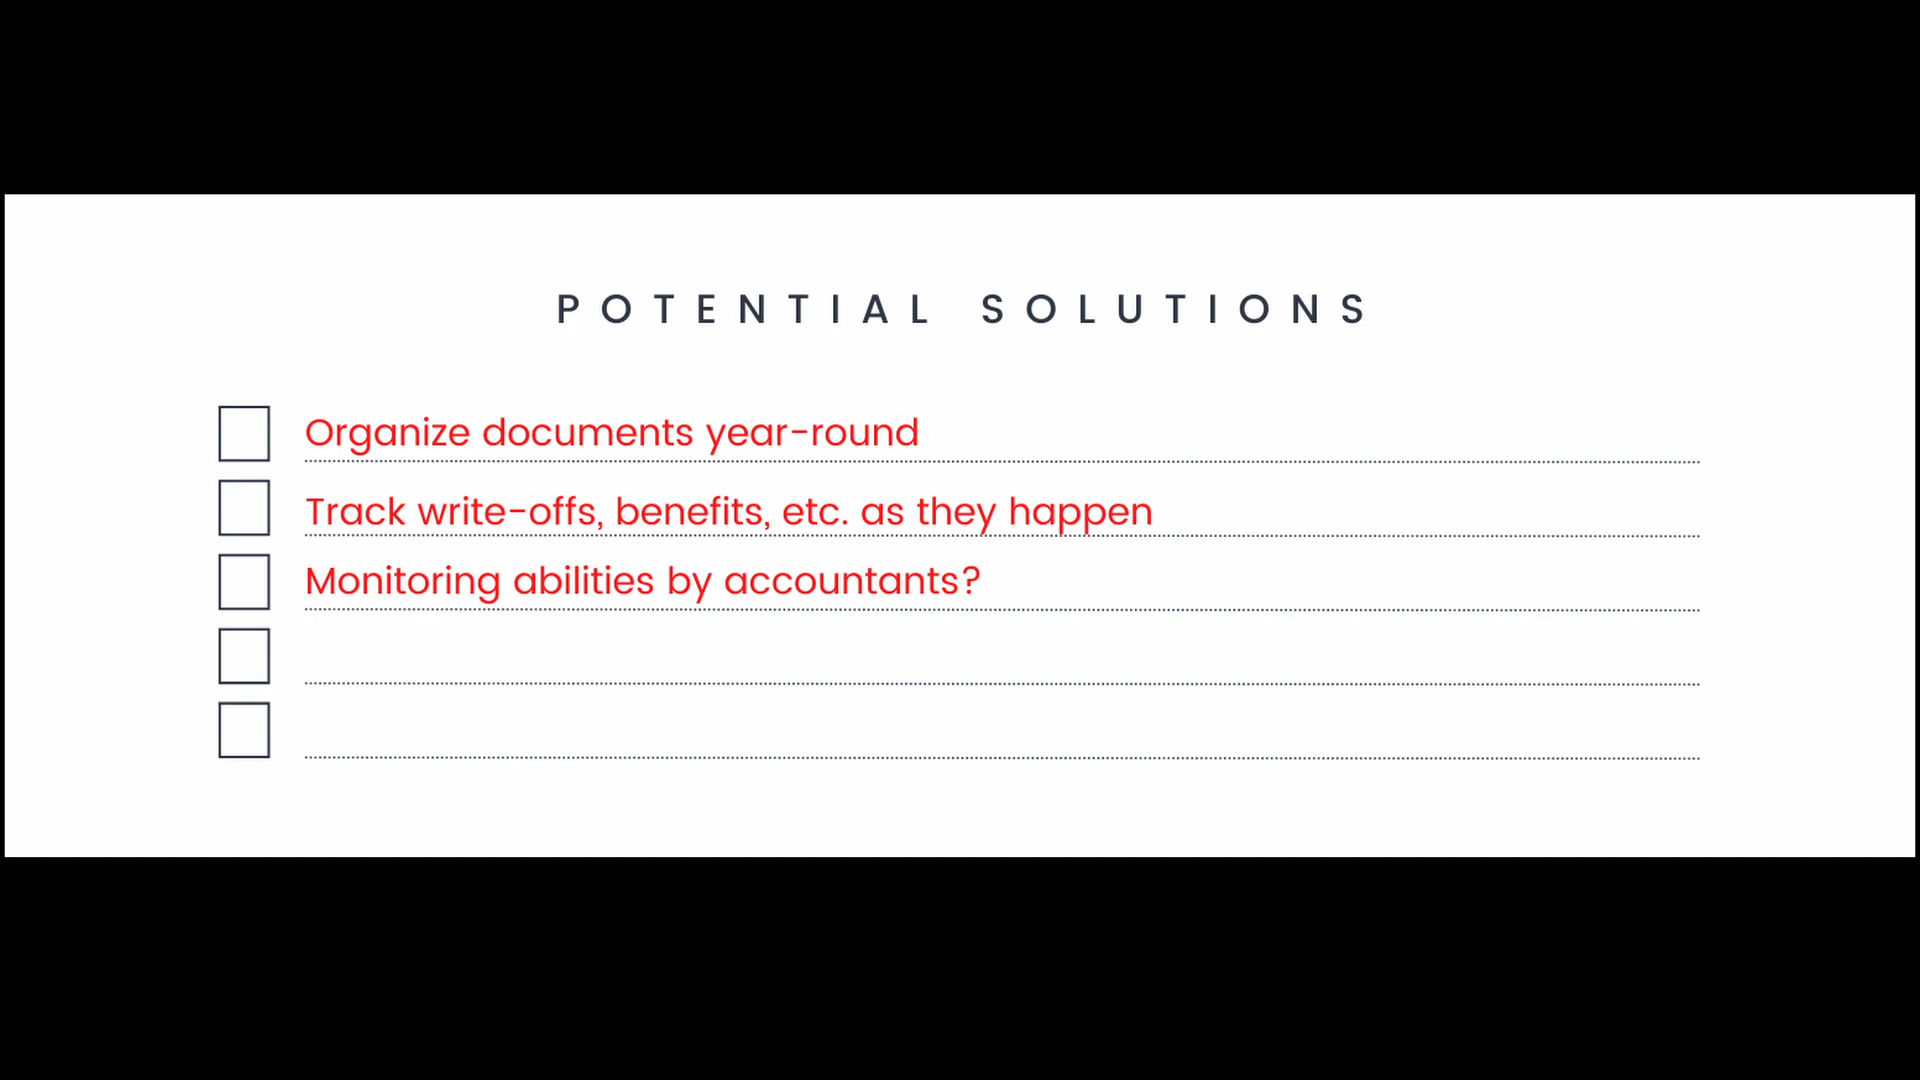 POTENTIAL SOLUTIONS
Organize documents year-round
Track write-offs, benefits, etc. as they happen
Monitoring abilities by accountants?